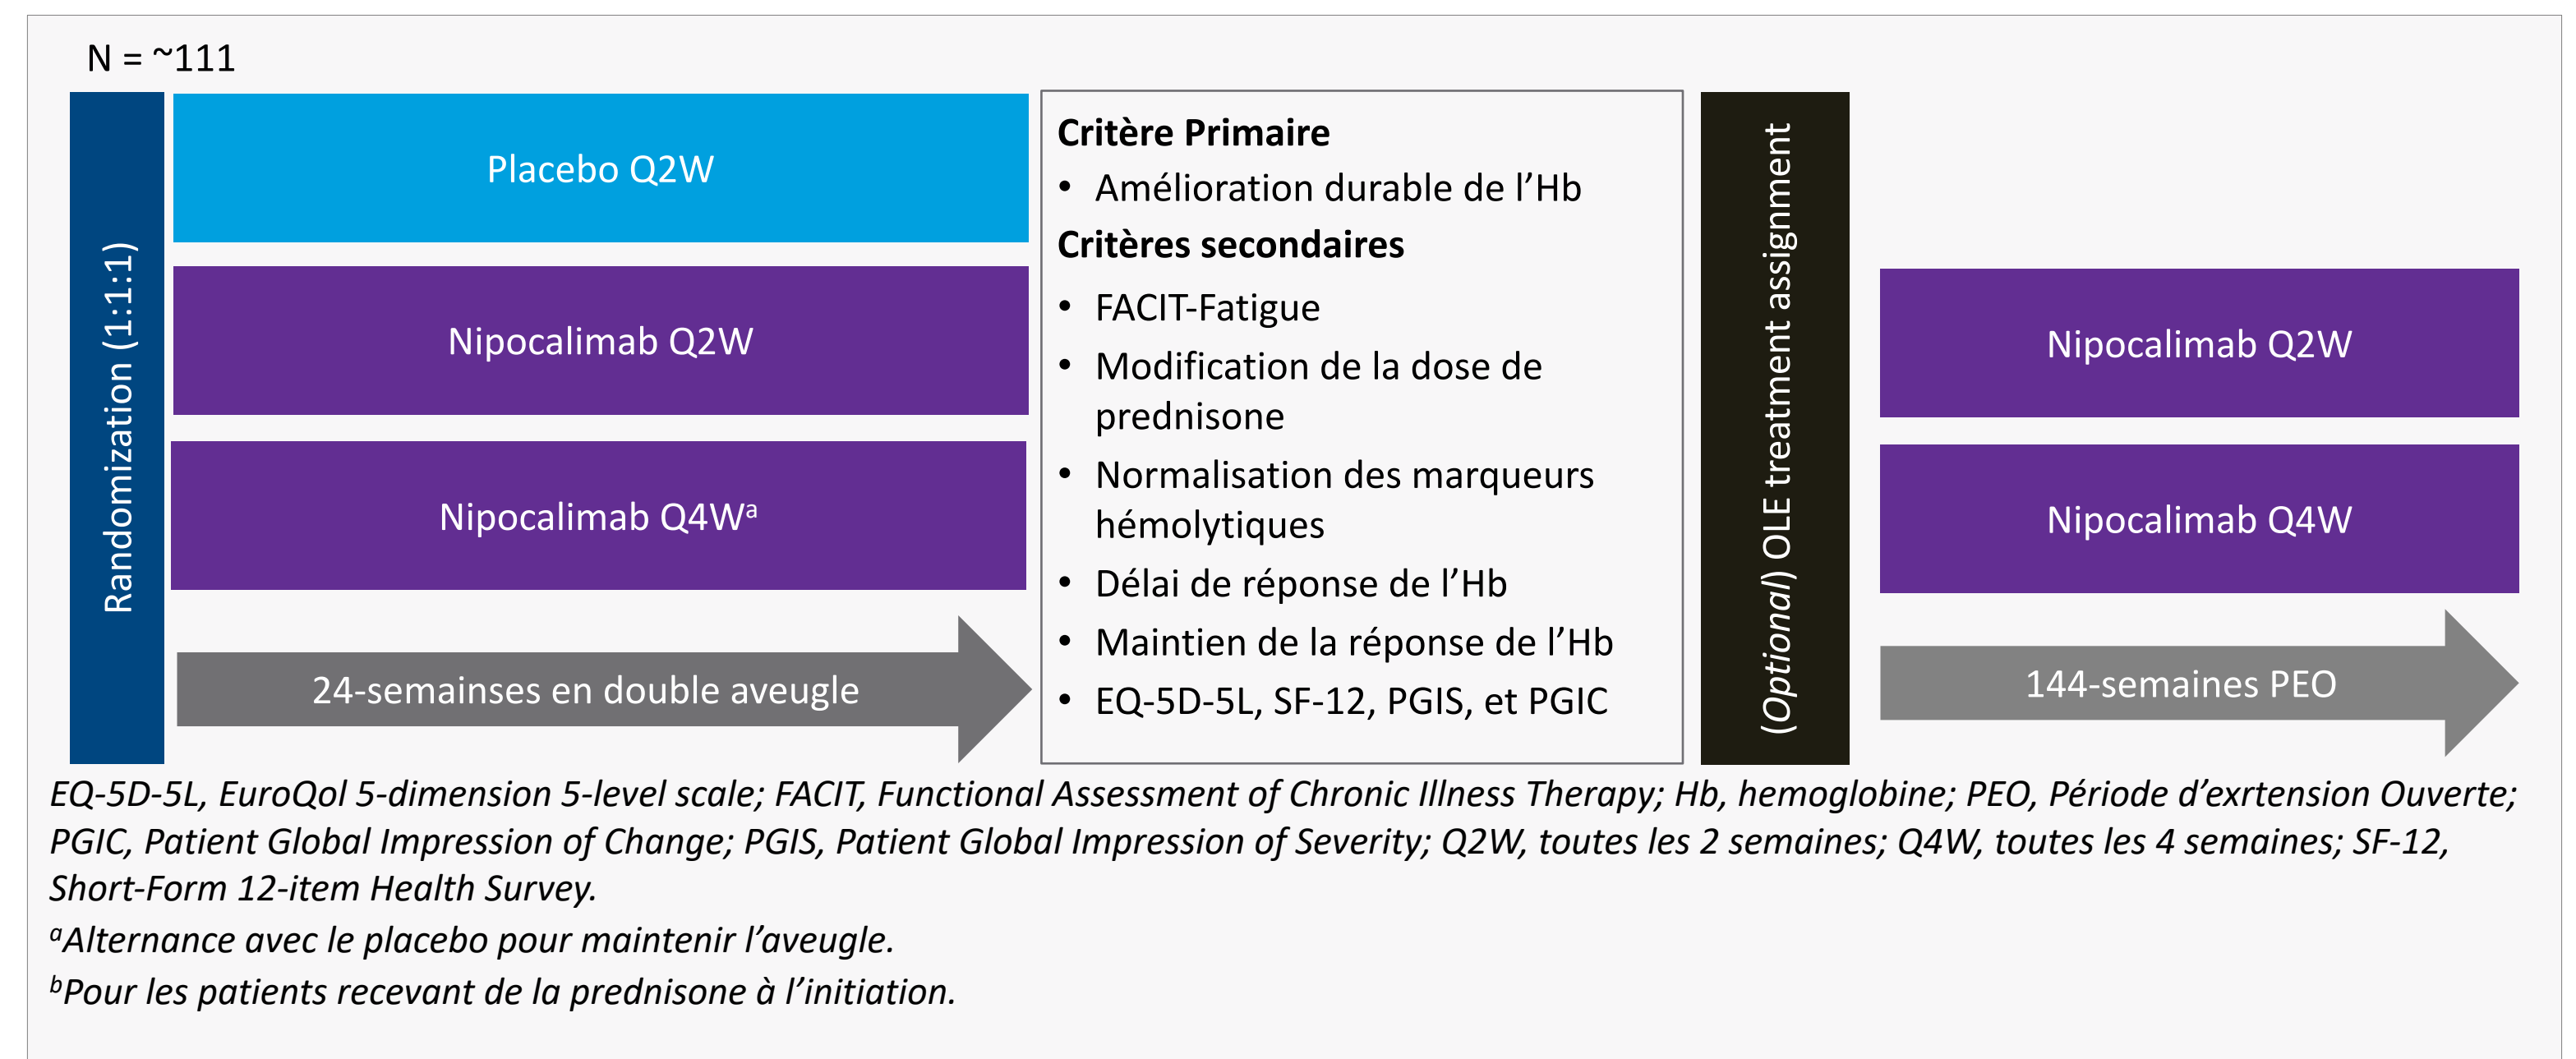 N = ~111
Randomization (1:1:1)
Placebo Q2W
Nipocalimab Q2W
Nipocalimab Q4Wᵃ
24-semainses en double aveugle
Critère Primaire
• Amélioration durable de l’Hb
Critères secondaires
• FACIT-Fatigue
• Modification de la dose de
prednisone
• Normalisation des marqueurs
hémolytiques
• Délai de réponse de l’Hb
• Maintien de la réponse de l’Hb
• EQ-5D-5L, SF-12, PGIS, et PGIC
(Optional) OLE treatment assignment
Nipocalimab Q2W
Nipocalimab Q4W
144-semaines PEO
EQ-5D-5L, EuroQol 5-dimension 5-level scale; FACIT, Functional Assessment of Chronic Illness Therapy; Hb, hemoglobine; PEO, Période d’exrtension Ouverte;
PGIC, Patient Global Impression of Change; PGIS, Patient Global Impression of Severity; Q2W, toutes les 2 semaines; Q4W, toutes les 4 semaines; SF-12,
Short-Form 12-item Health Survey.
ᵃAlternance avec le placebo pour maintenir l’aveugle.
ᵇPour les patients recevant de la prednisone à l’initiation.